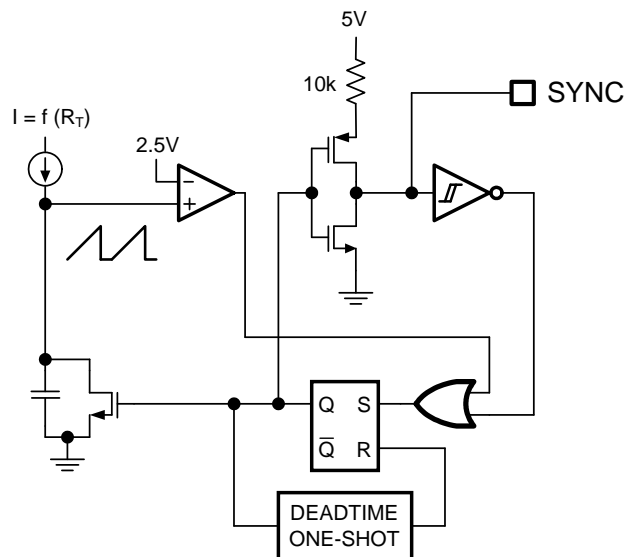 5V
10k
SYNC
I = f (R_T)
2.5V
−
+
Q S
Q̅ R
DEADTIME
ONE-SHOT